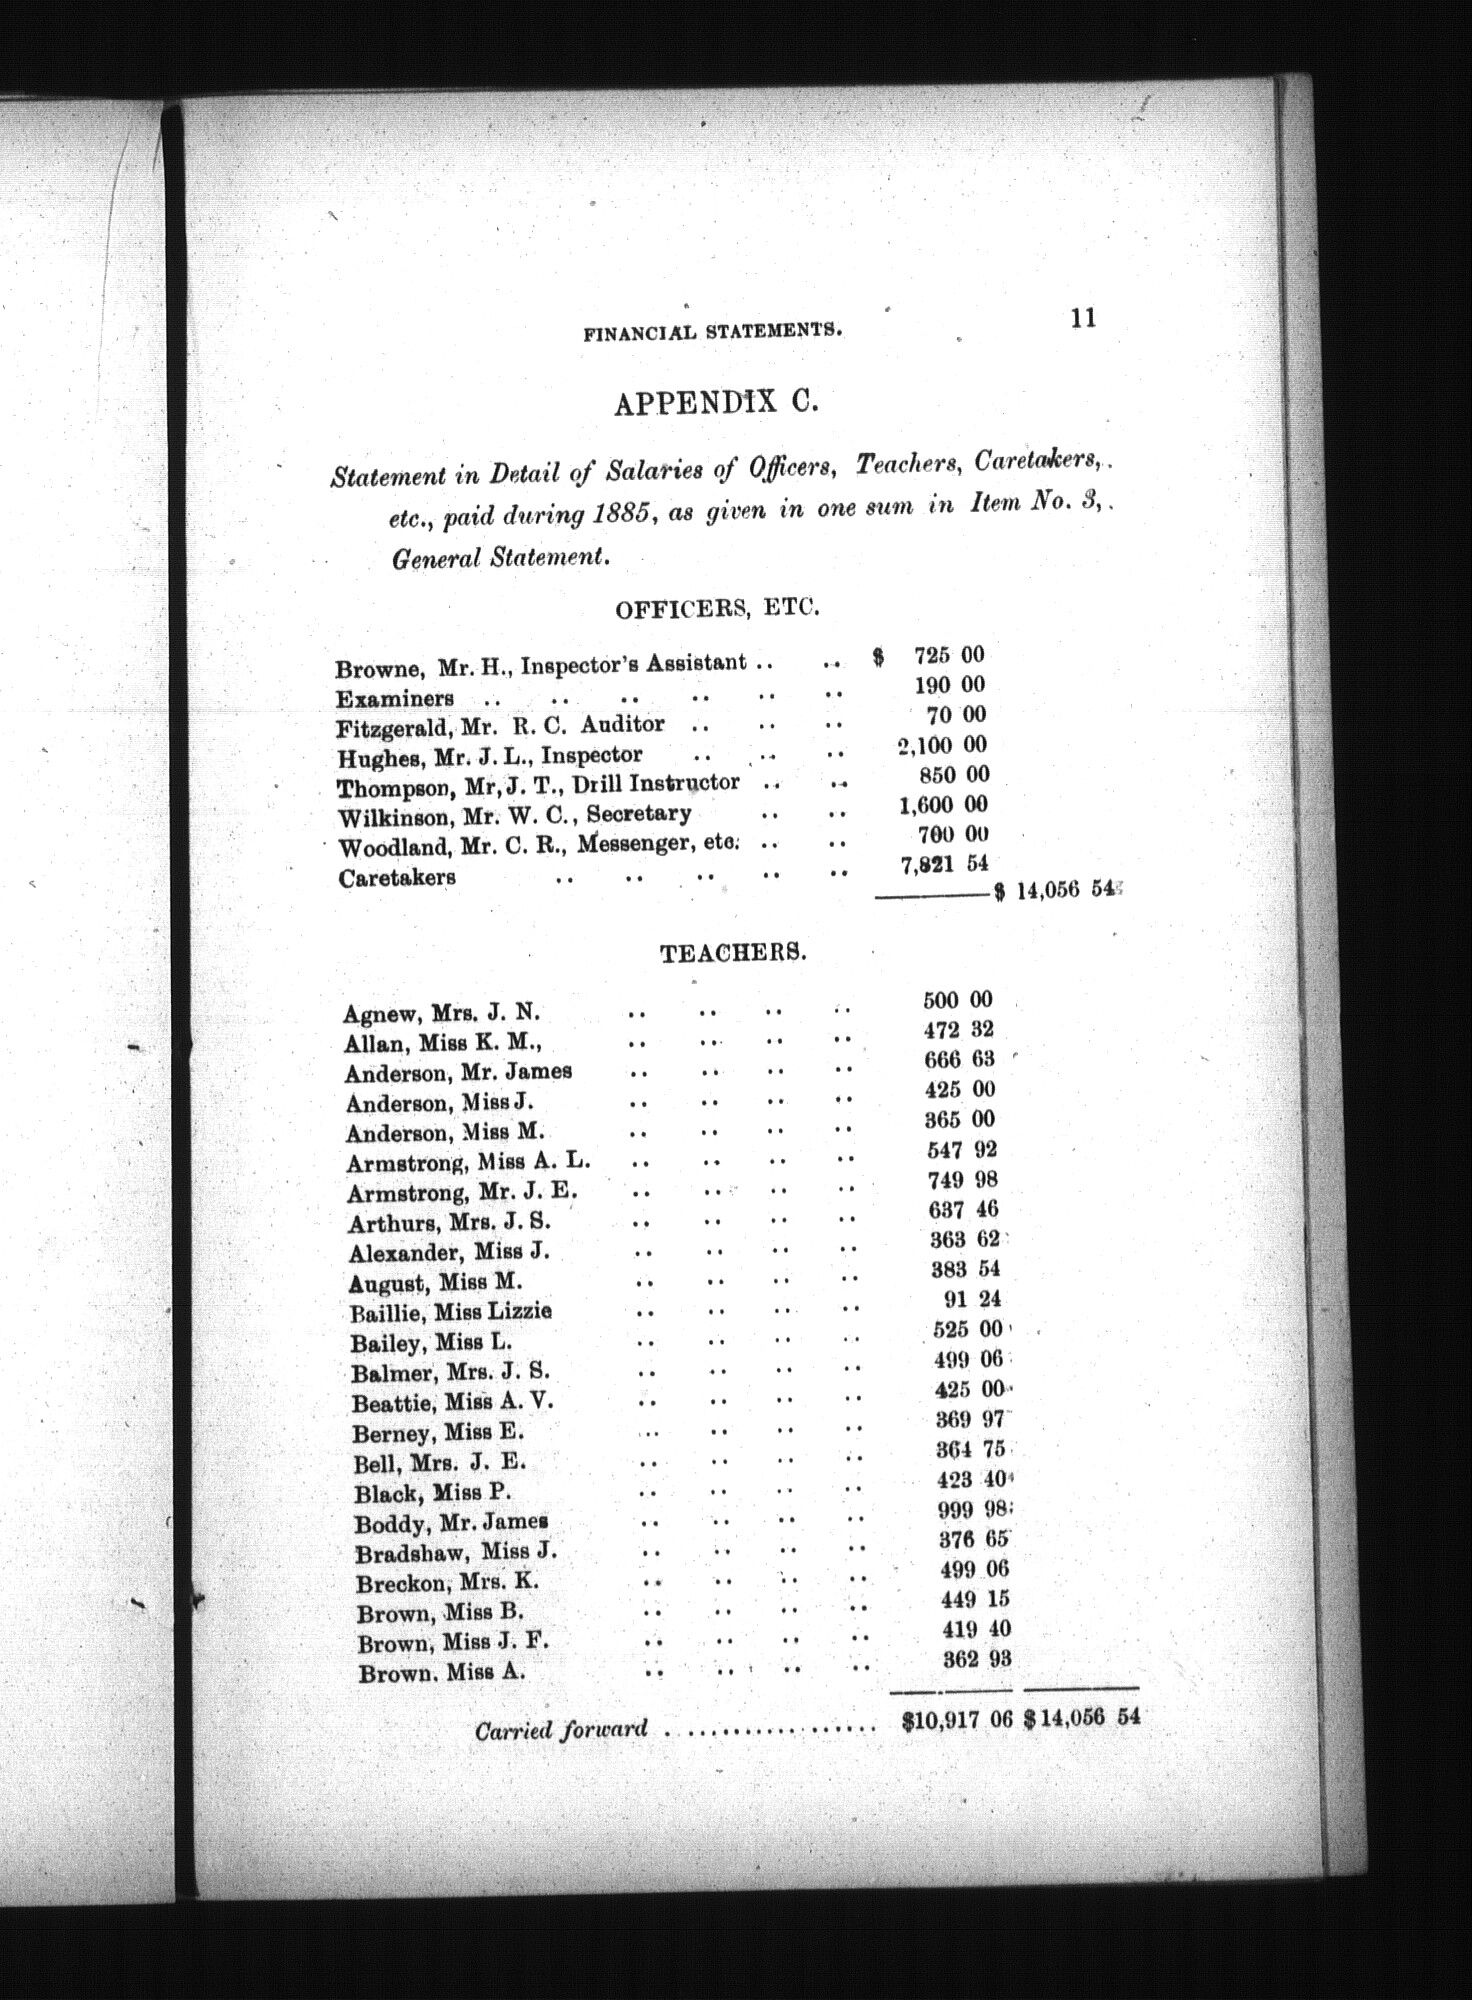 FINANCIAL STATEMENTS. 11
APPENDIX C.
Statement in Detail of Salaries of Officers, Teachers, Caretakers,
etc., paid during 1885, as given in one sum in Item No. 3,
General Statement.
OFFICERS, ETC.
Browne, Mr. H., Inspector's Assistant .. .. $ 725 00
Examiners .. .. .. .. .. .. 190 00
Fitzgerald, Mr. R. C. Auditor .. .. .. 70 00
Hughes, Mr. J. L., Inspector .. .. .. 2,100 00
Thompson, Mr, J. T., Drill Instructor .. .. 850 00
Wilkinson, Mr. W. C., Secretary .. .. 1,600 00
Woodland, Mr. C. R., Messenger, etc. .. .. 700 00
Caretakers .. .. .. .. .. 7,821 54
$ 14,056 54
TEACHERS.
Agnew, Mrs. J. N. .. .. .. .. 500 00
Allan, Miss K. M., .. .. .. .. 472 32
Anderson, Mr. James .. .. .. .. 666 63
Anderson, Miss J. .. .. .. .. 425 00
Anderson, Miss M. .. .. .. .. 365 00
Armstrong, Miss A. L. .. .. .. .. 547 92
Armstrong, Mr. J. E. .. .. .. .. 749 98
Arthurs, Mrs. J. S. .. .. .. .. 637 46
Alexander, Miss J. .. .. .. .. 363 62
August, Miss M. .. .. .. .. 383 54
Baillie, Miss Lizzie .. .. .. .. 91 24
Bailey, Miss L. .. .. .. .. 525 00
Balmer, Mrs. J. S. .. .. .. .. 499 06
Beattie, Miss A. V. .. .. .. .. 425 00
Berney, Miss E. .. .. .. .. 369 97
Bell, Mrs. J. E. .. .. .. .. 364 75
Black, Miss P. .. .. .. .. 423 40
Boddy, Mr. James .. .. .. .. 999 98
Bradshaw, Miss J. .. .. .. .. 376 65
Breckon, Mrs. K. .. .. .. .. 499 06
Brown, Miss B. .. .. .. .. 449 15
Brown, Miss J. F. .. .. .. .. 419 40
Brown. Miss A. .. .. .. .. 362 93
Carried forward . ................. $10,917 06 $14,056 54